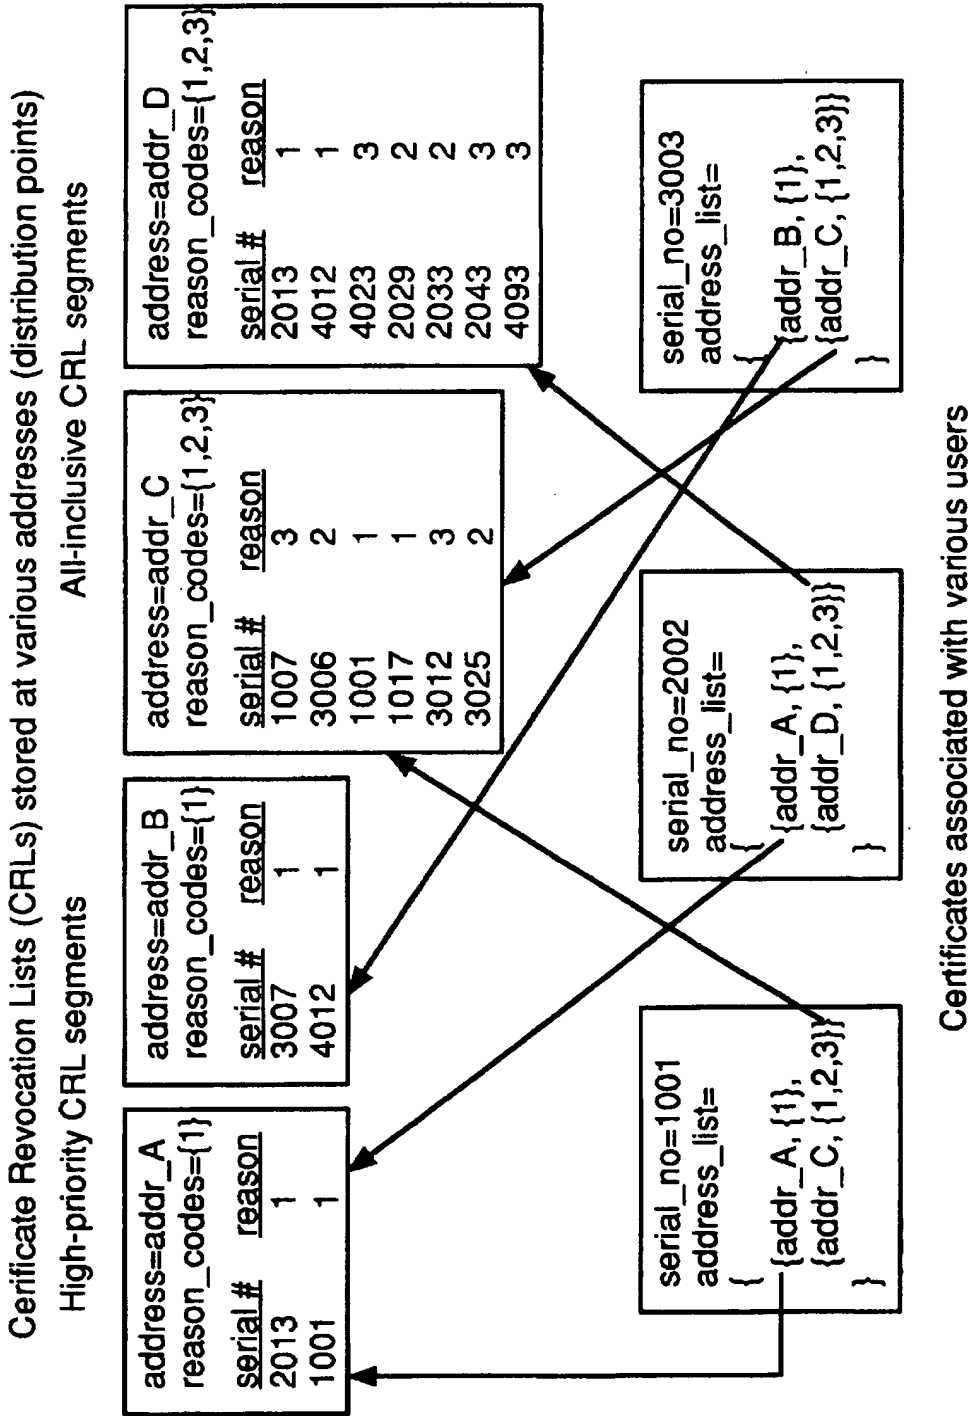 Cerificate Revocation Lists (CRLs) stored at various addresses (distribution points)
High-priority CRL segments
All-inclusive CRL segments
address=addr_A
reason_codes={1}
serial # reason
2013 1
1001 1
address=addr_B
reason_codes={1}
serial # reason
3007 1
4012 1
address=addr_C
reason_codes={1,2,3}
serial # reason
1007 3
3006 2
1001 1
1017 1
3012 3
3025 2
address=addr_D
reason_codes={1,2,3}
serial # reason
2013 1
4012 1
4023 3
2029 2
2033 2
2043 3
4093 3
serial_no=1001
address_list=
{
{addr_A, {1},
{addr_C, {1,2,3}}
}
serial_no=2002
address_list=
{
{addr_A, {1},
{addr_D, {1,2,3}}
}
serial_no=3003
address_list=
{
{addr_B, {1},
{addr_C, {1,2,3}}
}
Certificates associated with various users